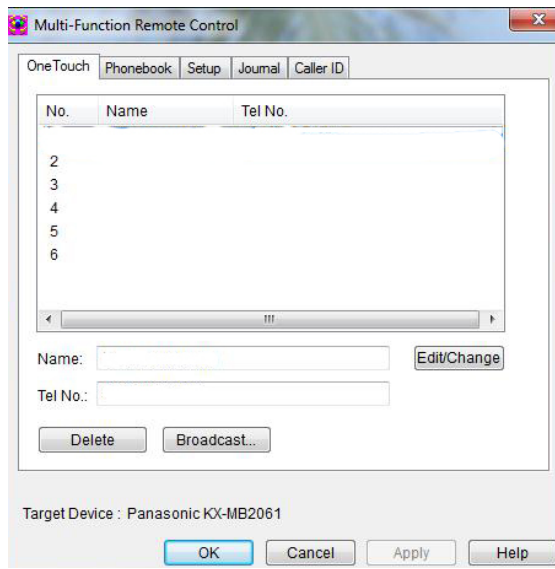 Multi-Function Remote Control
OneTouch Phonebook Setup Journal Caller ID
No. Name Tel No.
2
3
4
5
6
Name: Edit/Change
Tel No.:
Delete Broadcast...
Target Device : Panasonic KX-MB2061
OK Cancel Apply Help